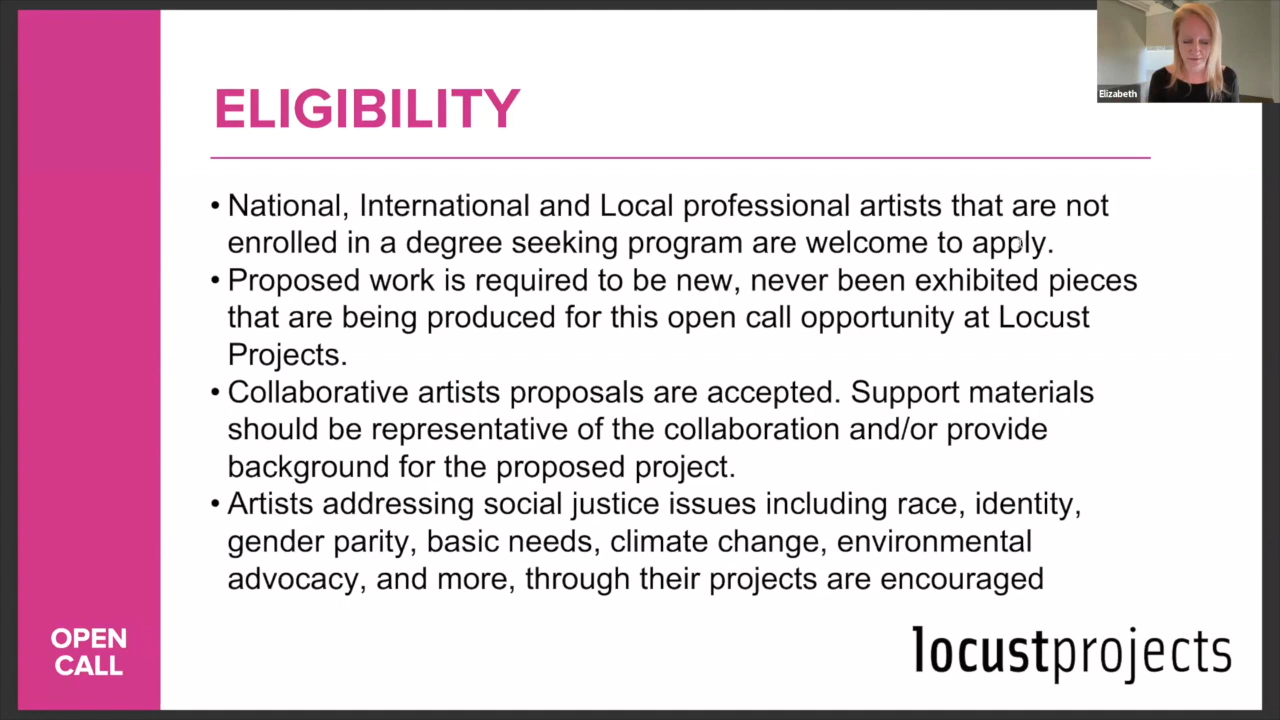 Elizabeth
ELIGIBILITY
• National, International and Local professional artists that are not
enrolled in a degree seeking program are welcome to apply.
• Proposed work is required to be new, never been exhibited pieces
that are being produced for this open call opportunity at Locust
Projects.
• Collaborative artists proposals are accepted. Support materials
should be representative of the collaboration and/or provide
background for the proposed project.
• Artists addressing social justice issues including race, identity,
gender parity, basic needs, climate change, environmental
advocacy, and more, through their projects are encouraged
OPEN
CALL
locustprojects